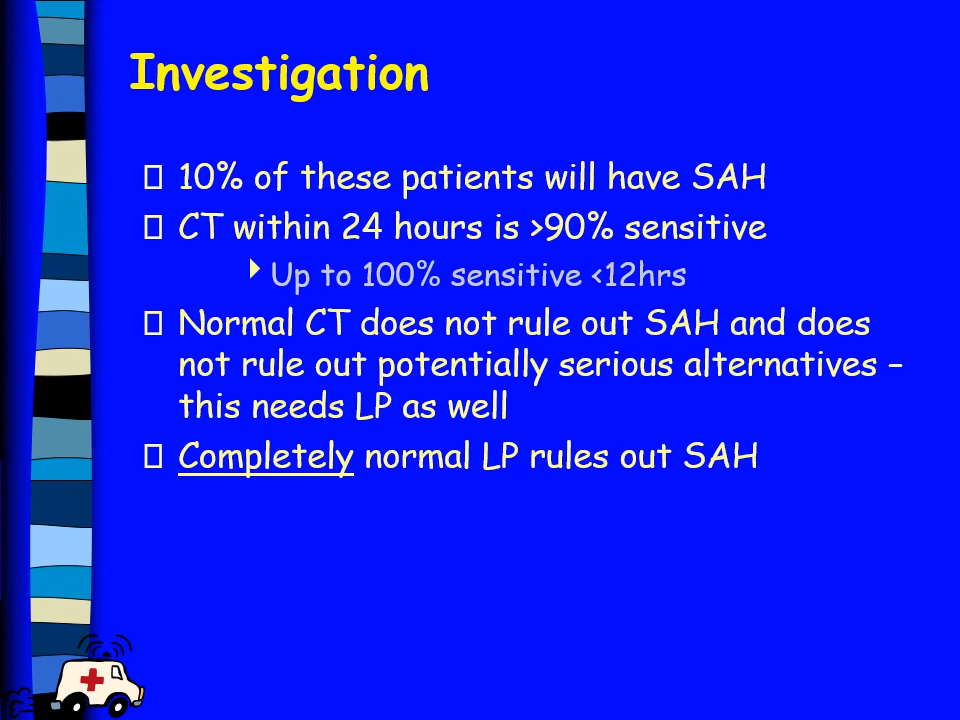 Investigation
10% of these patients will have SAH
CT within 24 hours is >90% sensitive
Up to 100% sensitive <12hrs
Normal CT does not rule out SAH and does
not rule out potentially serious alternatives –
this needs LP as well
Completely normal LP rules out SAH